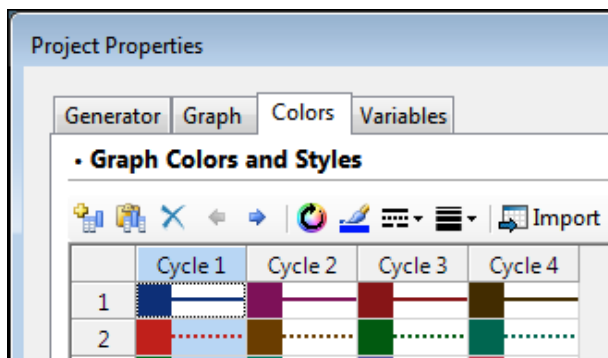 Project Properties
Generator Graph Colors Variables
• Graph Colors and Styles
Import
Cycle 1 Cycle 2 Cycle 3 Cycle 4
1
2